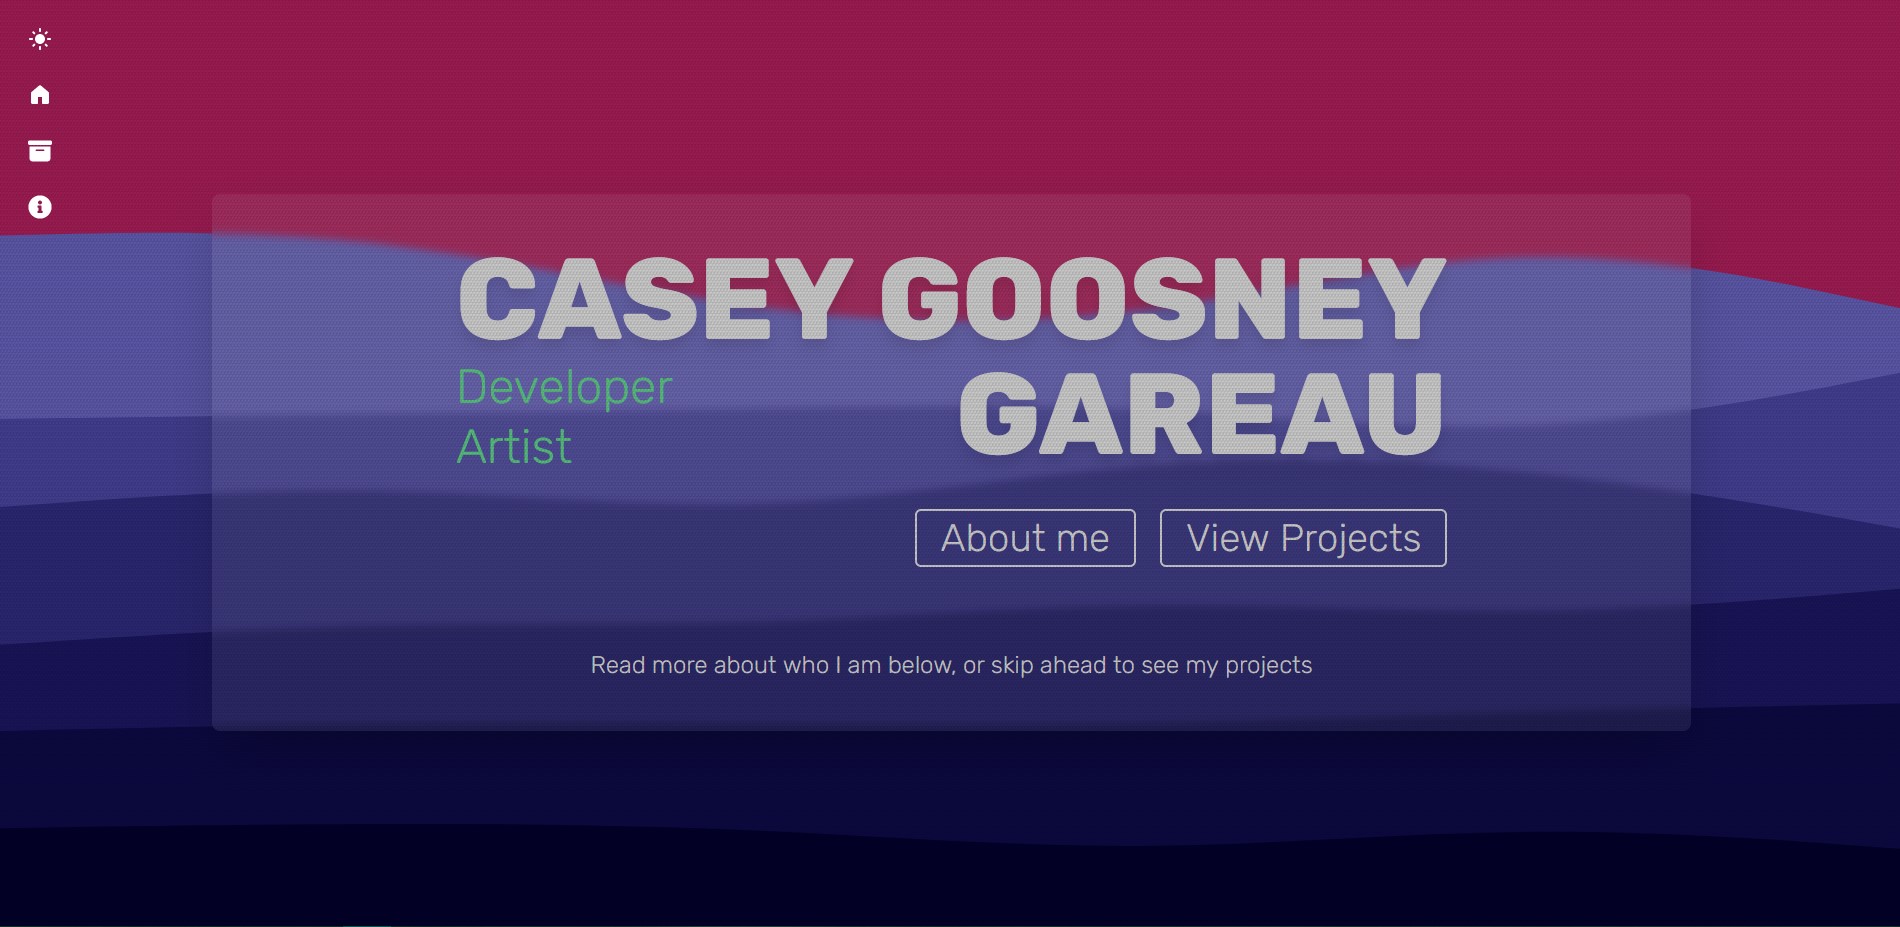 CASEY GOOSNEY
GAREAU
Developer
Artist
About me
View Projects
Read more about who I am below, or skip ahead to see my projects